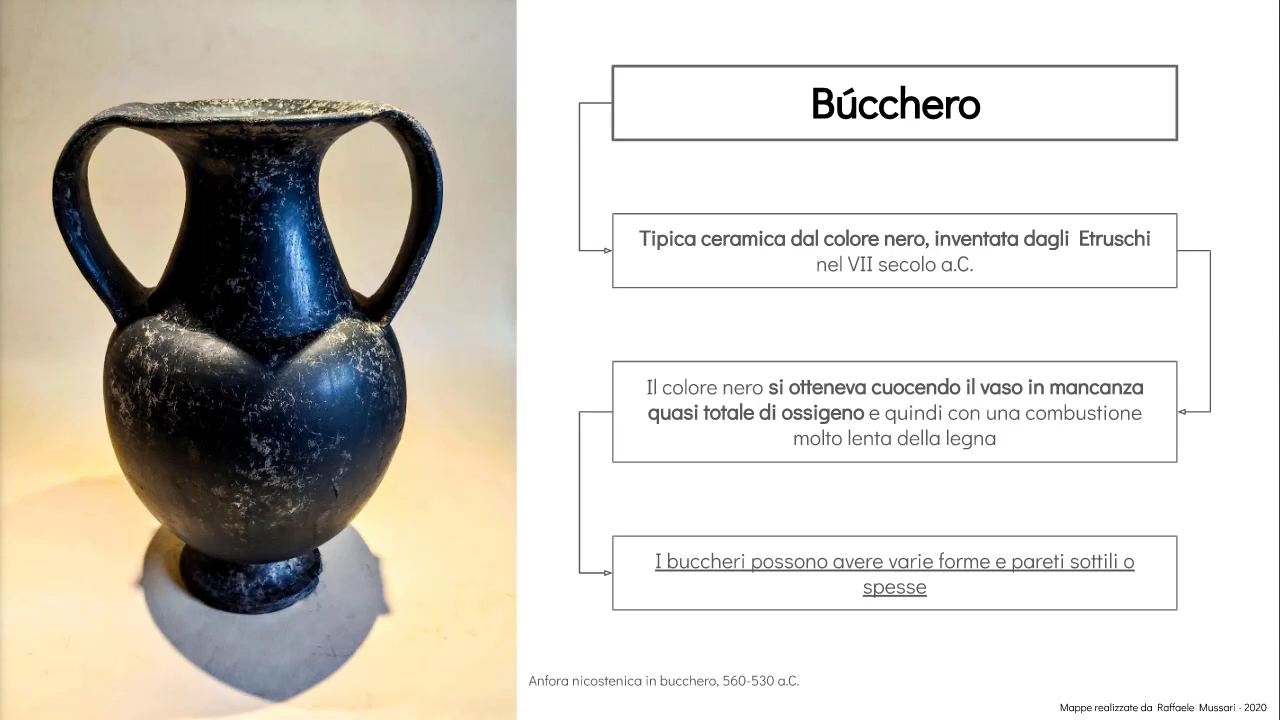 Búcchero
Tipica ceramica dal colore nero, inventata dagli Etruschi
nel VII secolo a.C.
Il colore nero si otteneva cuocendo il vaso in mancanza
quasi totale di ossigeno e quindi con una combustione
molto lenta della legna
I buccheri possono avere varie forme e pareti sottili o
spesse
Anfora nicostenica in bucchero, 560-530 a.C.
Mappe realizzate da Raffaele Mussari - 2020